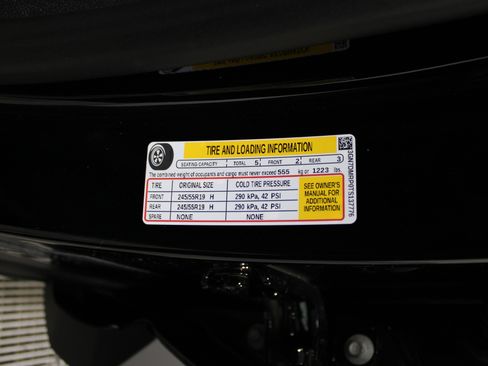 TIRE AND LOADING INFORMATION
SEATING CAPACITY TOTAL 5 FRONT 2 REAR 3
The combined weight of occupants and cargo must never exceed 555 kg or 1223 lbs.
TIRE ORIGINAL SIZE COLD TIRE PRESSURE
FRONT 245/55R19 H 290 kPa, 42 PSI
REAR 245/55R19 H 290 kPa, 42 PSI
SPARE NONE NONE
SEE OWNER'S
MANUAL FOR
ADDITIONAL
INFORMATION